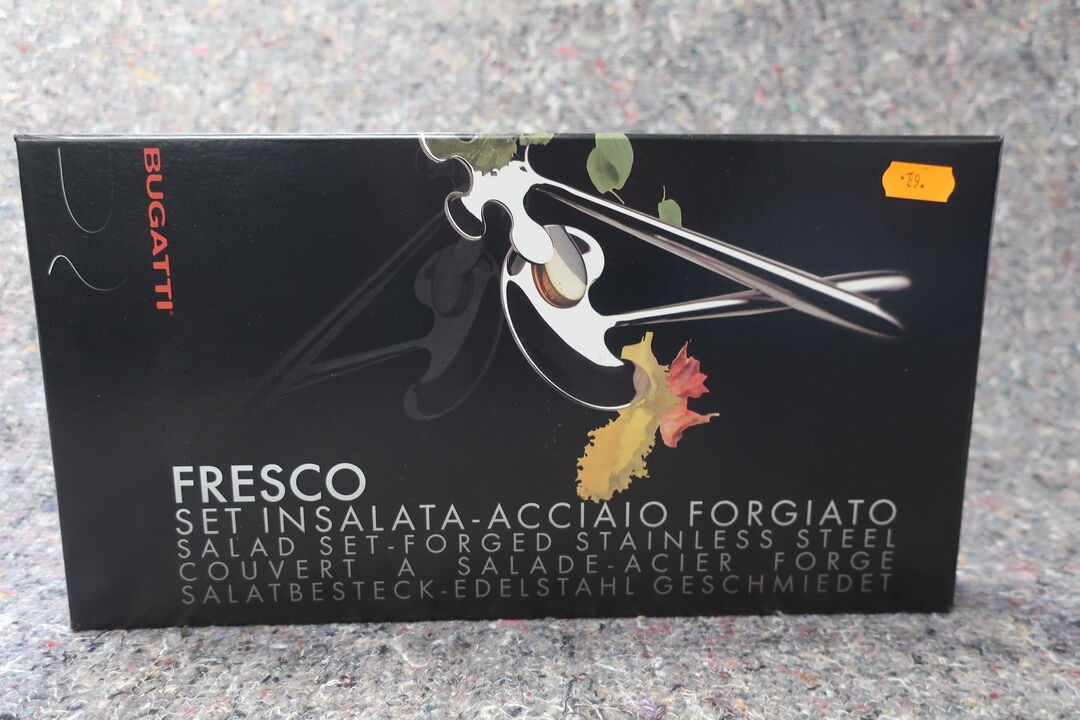 BUGATTI
FRESCO
SET INSALATA-ACCIAIO FORGIATO
SALAD SET-FORGED STAINLESS STEEL
COUVERT A SALADE-ACIER FORGE
SALATBESTECK-EDELSTAHL GESCHMIEDET